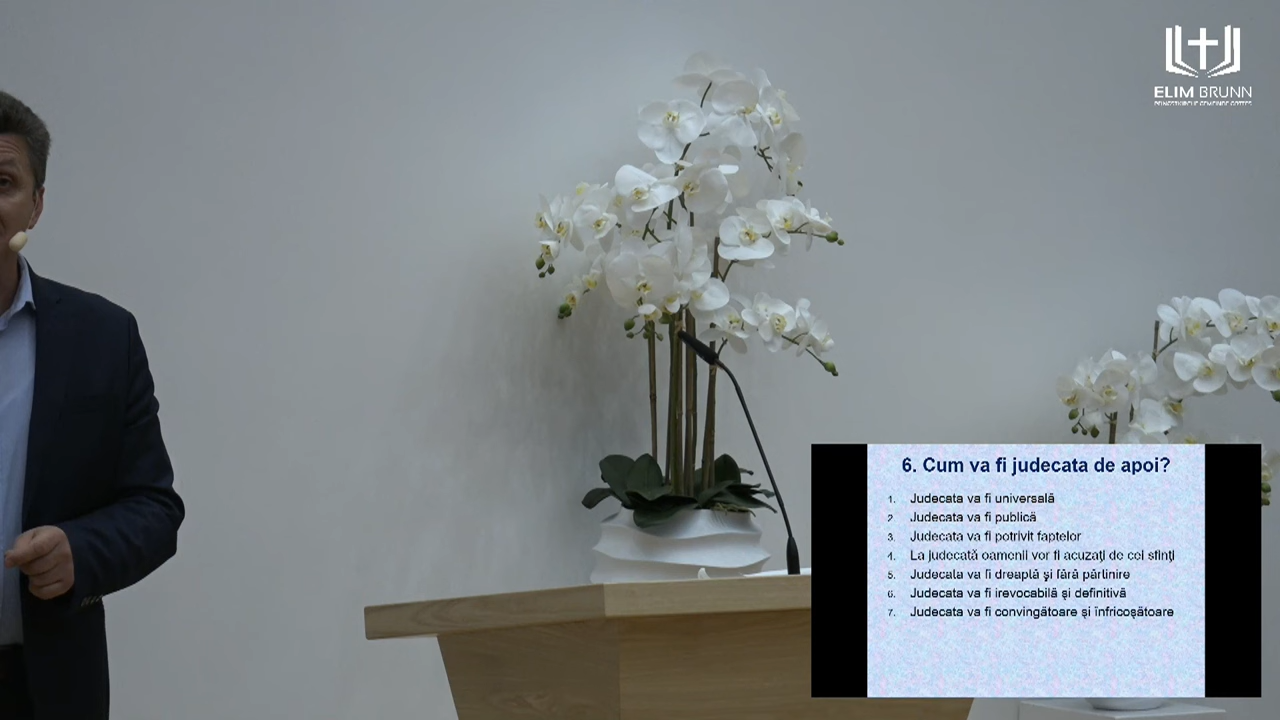 ELIM BRUNN
PFINGSTKIRCHE GEMEINDE GOTTES
6. Cum va fi judecata de apoi?
1. Judecata va fi universală
2. Judecata va fi publică
3. Judecata va fi potrivit faptelor
4. La judecată oamenii vor fi acuzaţi de cei sfinţi
5. Judecata va fi dreaptă şi fără părtinire
6. Judecata va fi irevocabilă şi definitivă
7. Judecata va fi convingătoare şi înfricoşătoare